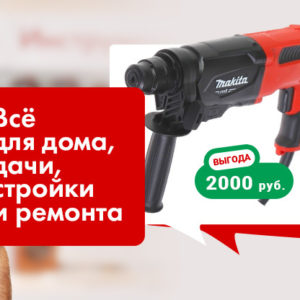 Всё
для дома,
дачи,
стройки
и ремонта
makita
ВЫГОДА
2000 руб.